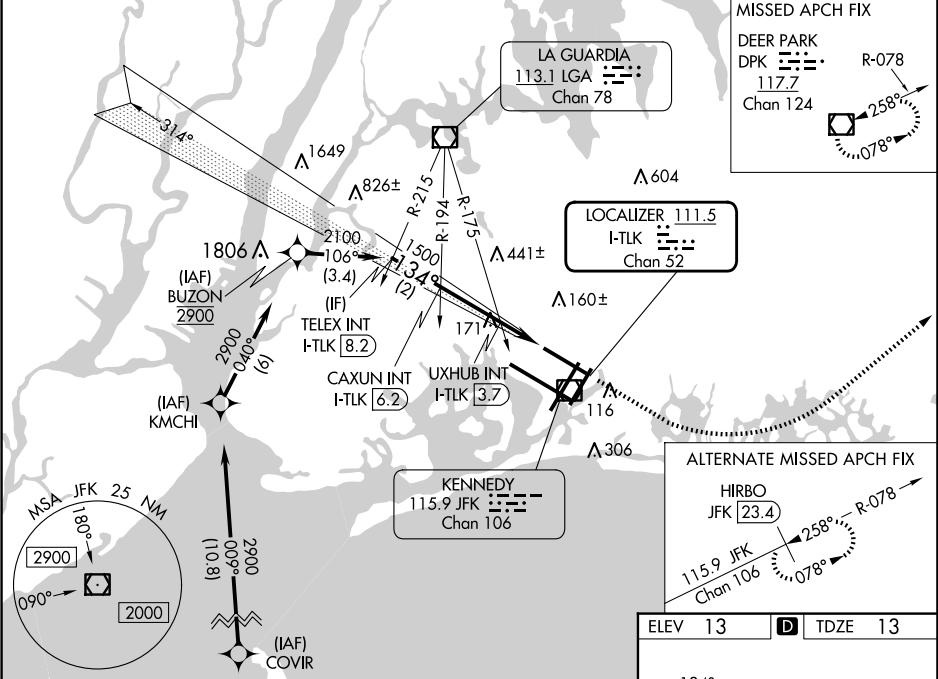 MISSED APCH FIX
DEER PARK
DPK
117.7
Chan 124
R-078
258°
078°
LA GUARDIA
113.1 LGA
Chan 78
314°
1649
826±
604
R-215
R-194
R-175
LOCALIZER 111.5
I-TLK
Chan 52
1806
2100
106°
(3.4)
1500
134°
(2)
441±
(IAF)
BUZON
2900
(IF)
TELEX INT
I-TLK 8.2
160±
171
2900
040°
(6)
CAXUN INT
I-TLK 6.2
UXHUB INT
I-TLK 3.7
(IAF)
KMCHI
116
306
KENNEDY
115.9 JFK
Chan 106
ALTERNATE MISSED APCH FIX
HIRBO
JFK 23.4
R-078
258°
078°
115.9 JFK
Chan 106
MSA JFK 25 NM
180°
2900
090°
2000
2900
009°
(10.8)
(IAF)
COVIR
ELEV 13
D
TDZE 13